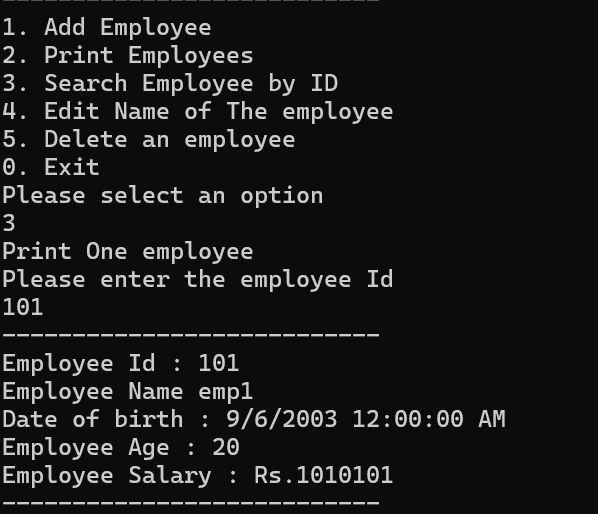 ---------------------------
1. Add Employee
2. Print Employees
3. Search Employee by ID
4. Edit Name of The employee
5. Delete an employee
0. Exit
Please select an option
3
Print One employee
Please enter the employee Id
101
---------------------------
Employee Id : 101
Employee Name emp1
Date of birth : 9/6/2003 12:00:00 AM
Employee Age : 20
Employee Salary : Rs.1010101
---------------------------